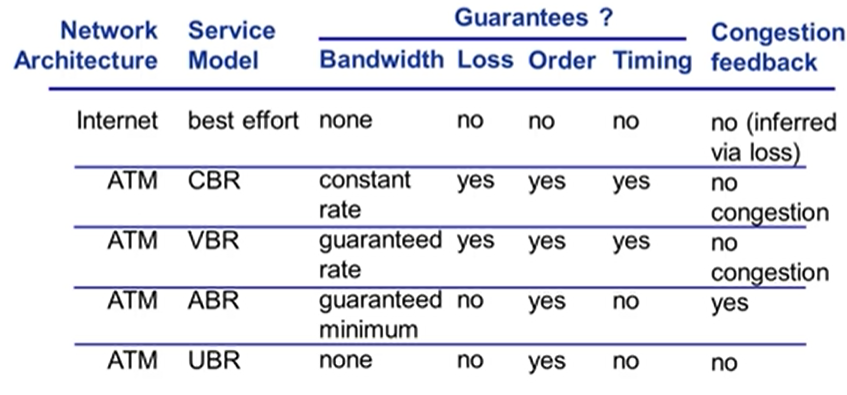 Guarantees ?
Network Service Congestion
Architecture Model Bandwidth Loss Order Timing feedback
Internet best effort none no no no no (inferred
via loss)
ATM CBR constant yes yes yes no
rate congestion
ATM VBR guaranteed yes yes yes no
rate congestion
ATM ABR guaranteed no yes no yes
minimum
ATM UBR none no yes no no